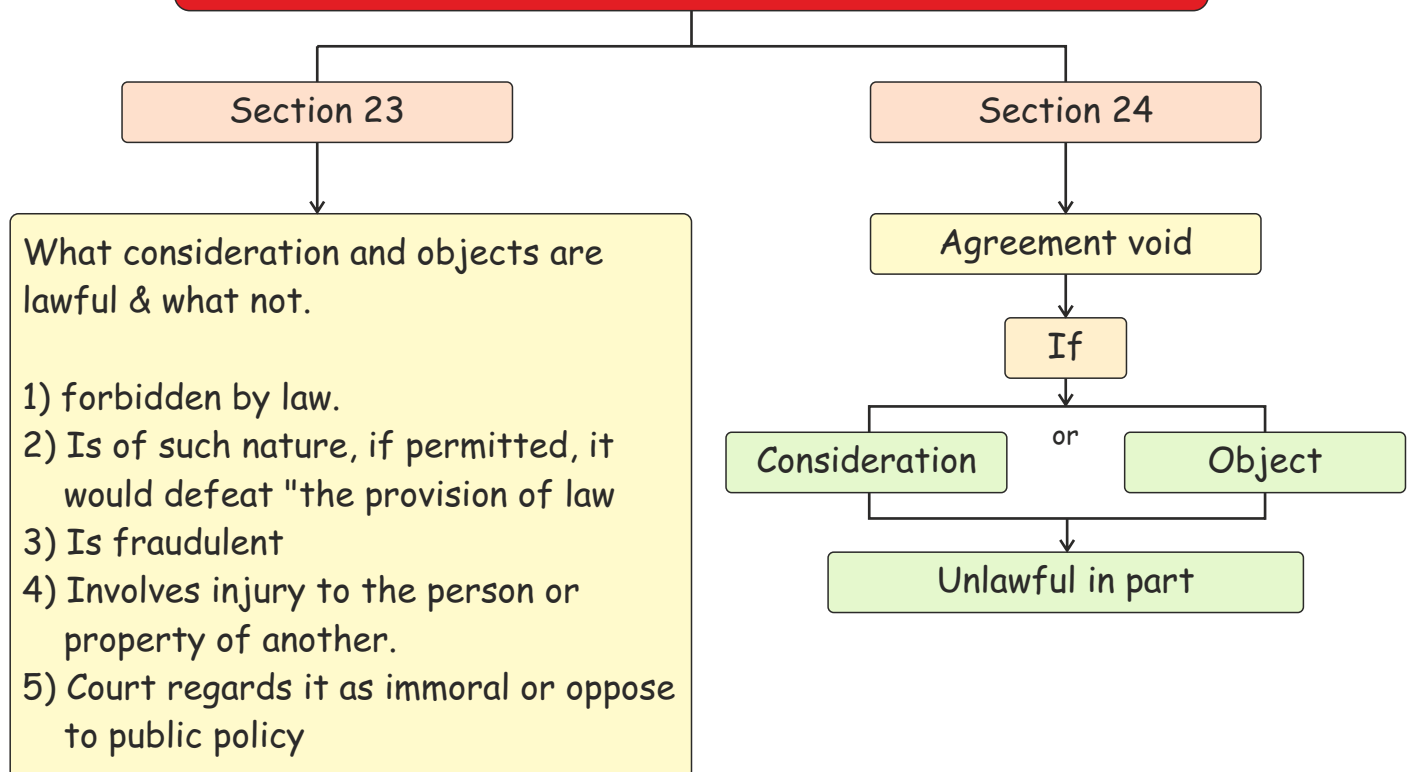 Section 23
What consideration and objects are
lawful & what not.
1) forbidden by law.
2) Is of such nature, if permitted, it
would defeat "the provision of law
3) Is fraudulent
4) Involves injury to the person or
property of another.
5) Court regards it as immoral or oppose
to public policy
Section 24
Agreement void
If
or
Consideration
Object
Unlawful in part